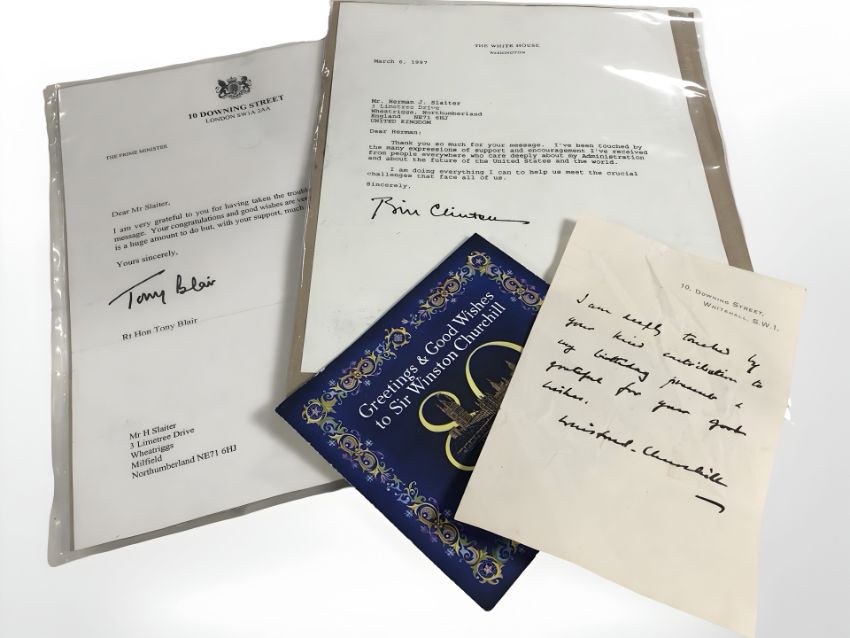 10 DOWNING STREET
LONDON SW1A 2AA
THE PRIME MINISTER
Dear Mr Slaiter,
I am very grateful to you for having taken the
message. Your congratulations and good wishes are
is a huge amount to do but, with your support, much
Yours sincerely,
Tony Blair
Rt Hon Tony Blair
Mr H Slaiter
3 Limetree Drive
Wheatriggs
Milfield
Northumberland NE71 6HJ
THE WHITE HOUSE
WASHINGTON
March 6, 1997
Mr. Herman J. Slaiter
3 Limetree Drive
Wheatriggs, Northumberland
England NE71 6HJ
UNITED KINGDOM
Dear Herman:
Thank you so much for your message. I've been touched by
the many expressions of support and encouragement I've received
from people everywhere who care deeply about my Administration
and about the future of the United States and the world.
I am doing everything I can to help us meet the crucial
challenges that face all of us.
Sincerely,
Bill Clinton
Greetings & Good Wishes
to Sir Winston Churchill
80
10, DOWNING STREET,
WHITEHALL, S.W.1.
I am deeply touched by
your kind contribution to
my birthday present &
grateful for your good
wishes.
Winston Churchill